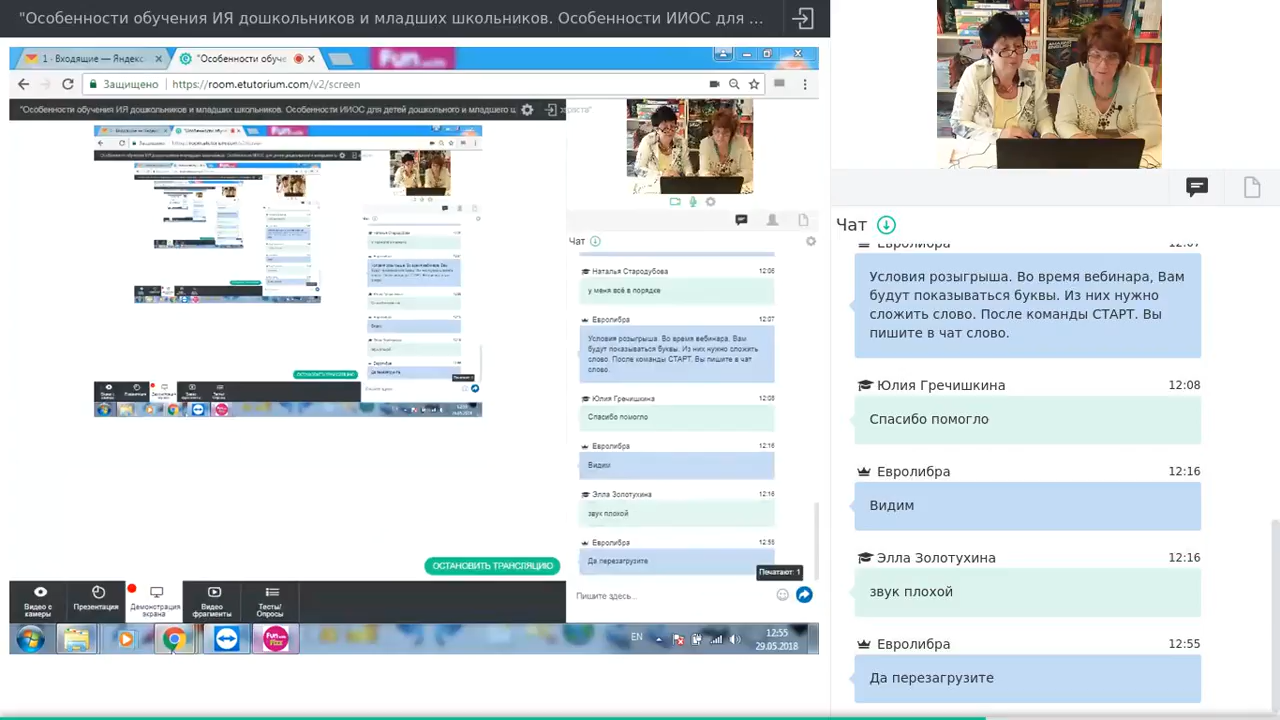 "Особенности обучения ИЯ дошкольников и младших школьников. Особенности ИИОС для ...
1 - Входящие — Яндекс
"Особенности обуче
Защищено
https://room.etutorium.com/v2/screen
"Особенности обучения ИЯ дошкольников и младших школьников. Особенности ИИОС для детей дошкольного и младшего ш
Чат
Наталья Стародубова 12:06
у меня всё в порядке
Евролибра 12:07
Условия розыгрыша. Во время вебинара, Вам
будут показываться буквы. Из них нужно сложить
слово. После команды СТАРТ. Вы пишите в чат
слово.
Юлия Гречишкина 12:08
Спасибо помогло
Евролибра 12:16
Видим
Элла Золотухина 12:16
звук плохой
Евролибра 12:55
Да перезагрузите
Печатают: 1
Пишите здесь...
ОСТАНОВИТЬ ТРАНСЛЯЦИЮ
Видео с
камеры
Презентация
Демонстрация
экрана
Видео
фрагменты
Тесты/
Опросы
EN
12:55
29.05.2018
Чат
Евролибра 12:07
Условия розыгрыша. Во время вебинара, Вам
будут показываться буквы. Из них нужно
сложить слово. После команды СТАРТ. Вы
пишите в чат слово.
Юлия Гречишкина 12:08
Спасибо помогло
Евролибра 12:16
Видим
Элла Золотухина 12:16
звук плохой
Евролибра 12:55
Да перезагрузите